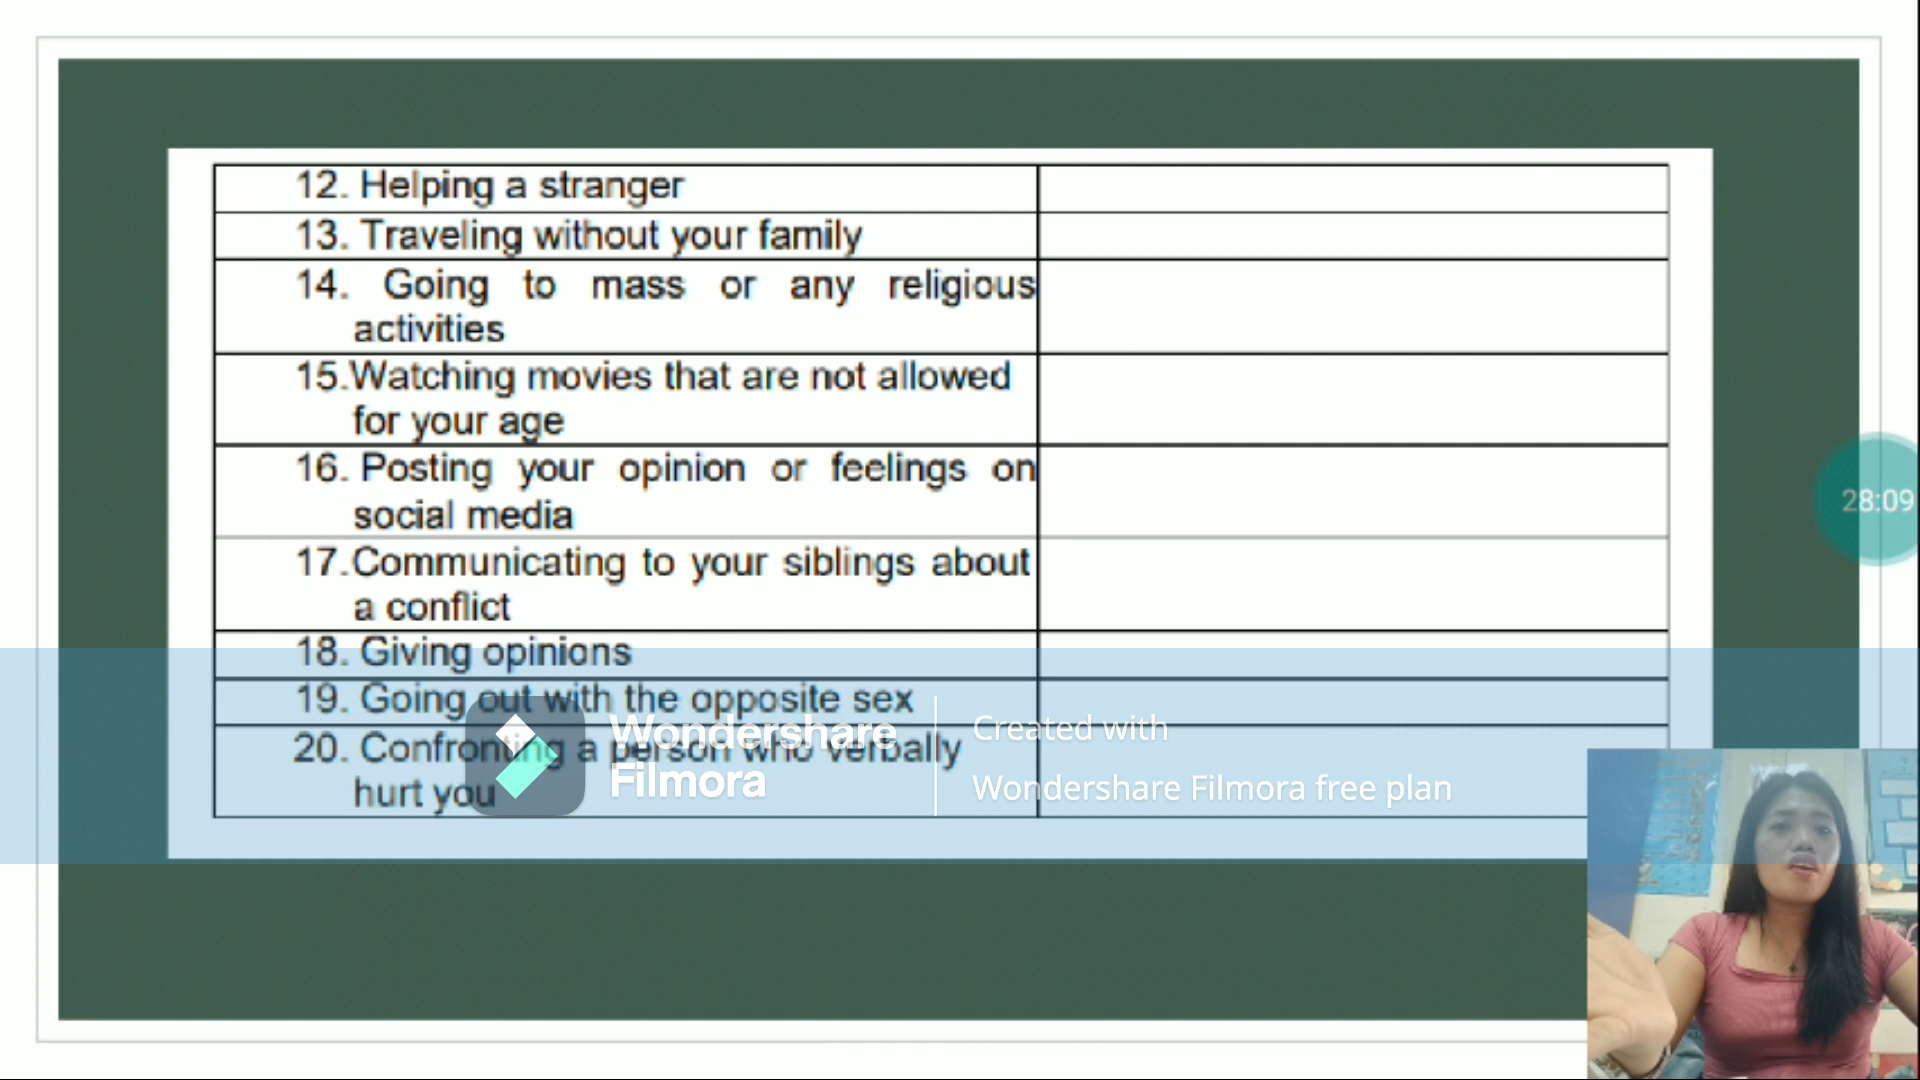 12. Helping a stranger
13. Traveling without your family
14. Going to mass or any religious
activities
15.Watching movies that are not allowed
for your age
16. Posting your opinion or feelings on
social media
17.Communicating to your siblings about
a conflict
18. Giving opinions
19. Going out with the opposite sex
20. Confronting a person who verbally
hurt you
Wondershare
Filmora
Created with
Wondershare Filmora free plan
28:09